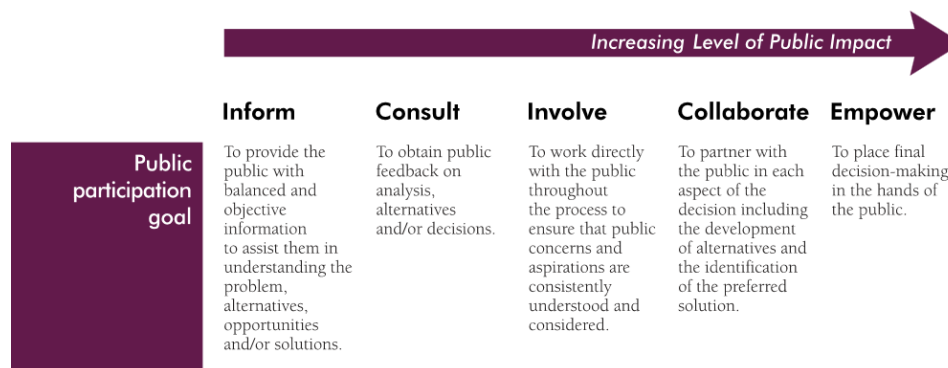 Increasing Level of Public Impact
Inform
Consult
Involve
Collaborate
Empower
Public
participation
goal
To provide the
public with
balanced and
objective
information
to assist them in
understanding the
problem,
alternatives,
opportunities
and/or solutions.
To obtain public
feedback on
analysis,
alternatives
and/or decisions.
To work directly
with the public
throughout
the process to
ensure that public
concerns and
aspirations are
consistently
understood and
considered.
To partner with
the public in each
aspect of the
decision including
the development
of alternatives and
the identification
of the preferred
solution.
To place final
decision-making
in the hands of
the public.